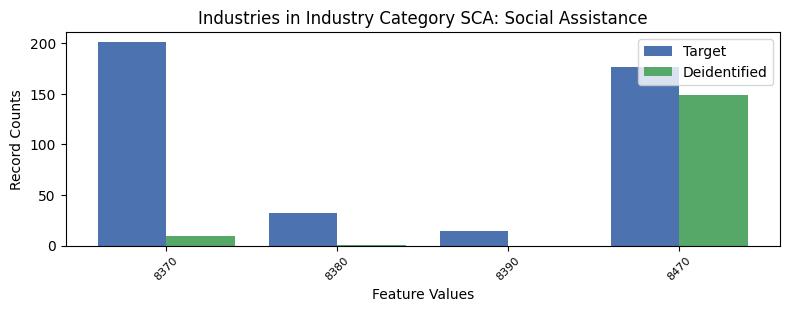 Industries in Industry Category SCA: Social Assistance
Target
Deidentified
Record Counts
200
150
100
50
0
8370
8380
8390
8470
Feature Values